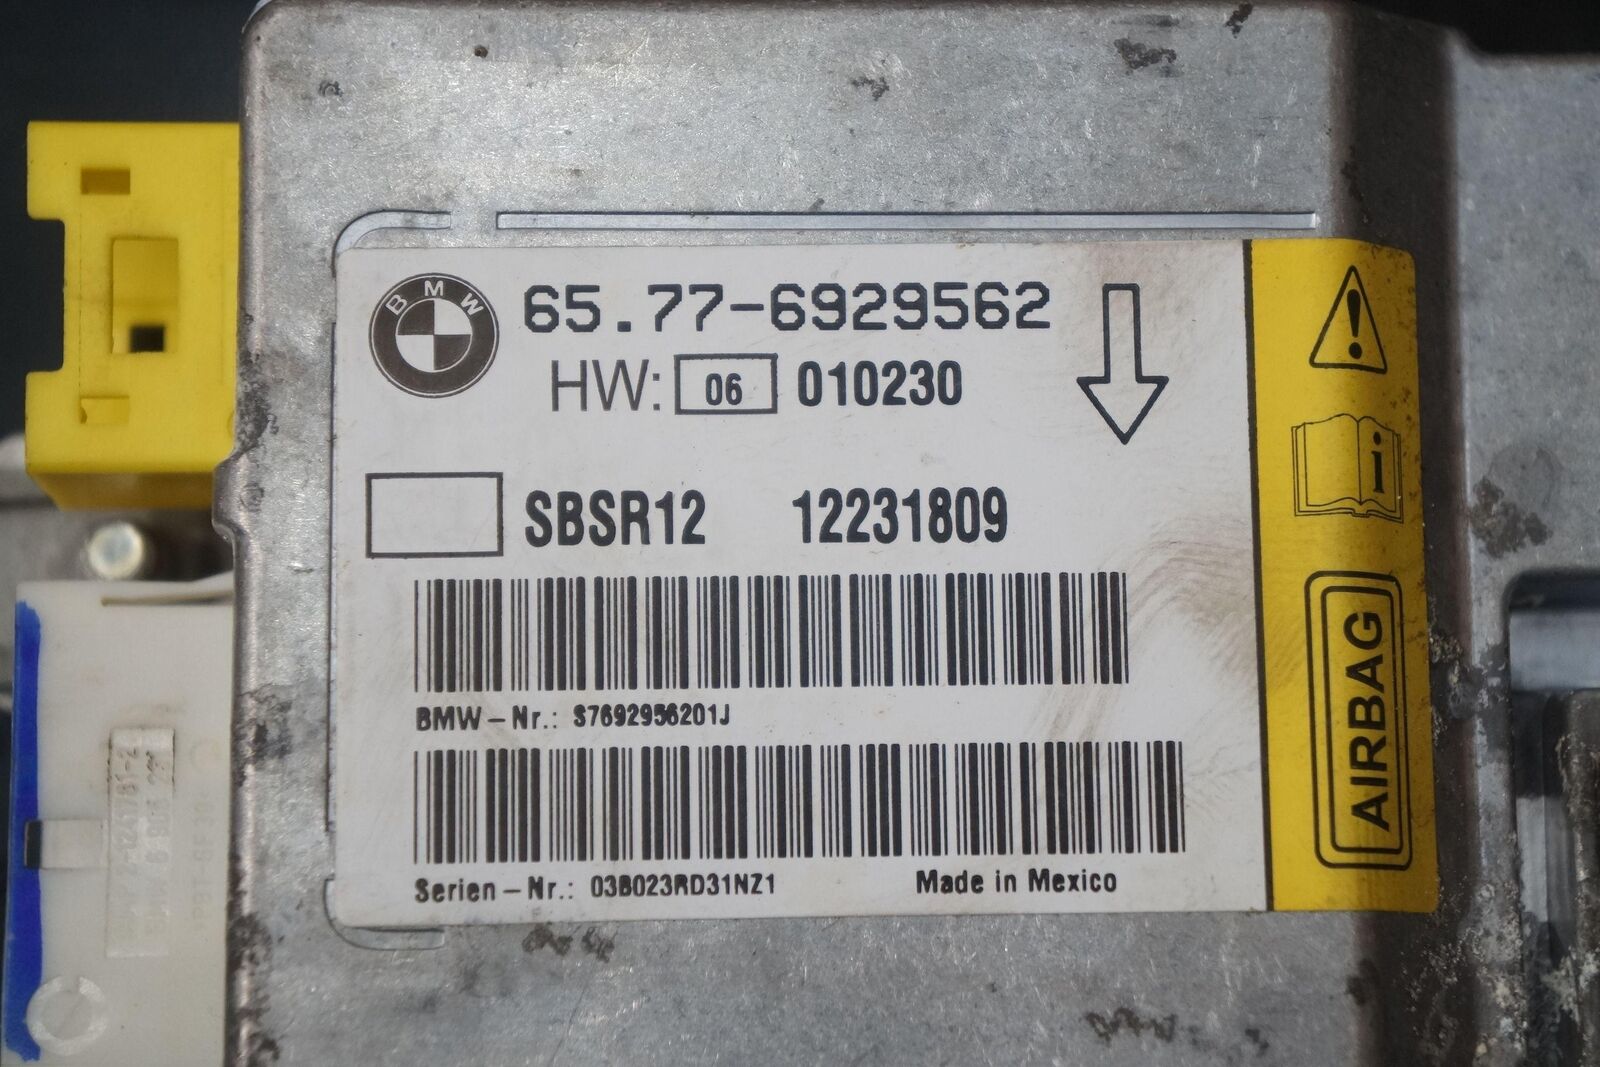 BMW
65.77-6929562
HW: 06 010230
SBSR12 12231809
BMW-Nr.: S7692956201J
Serien-Nr.: 03B023RD31NZ1 Made in Mexico
i
AIRBAG